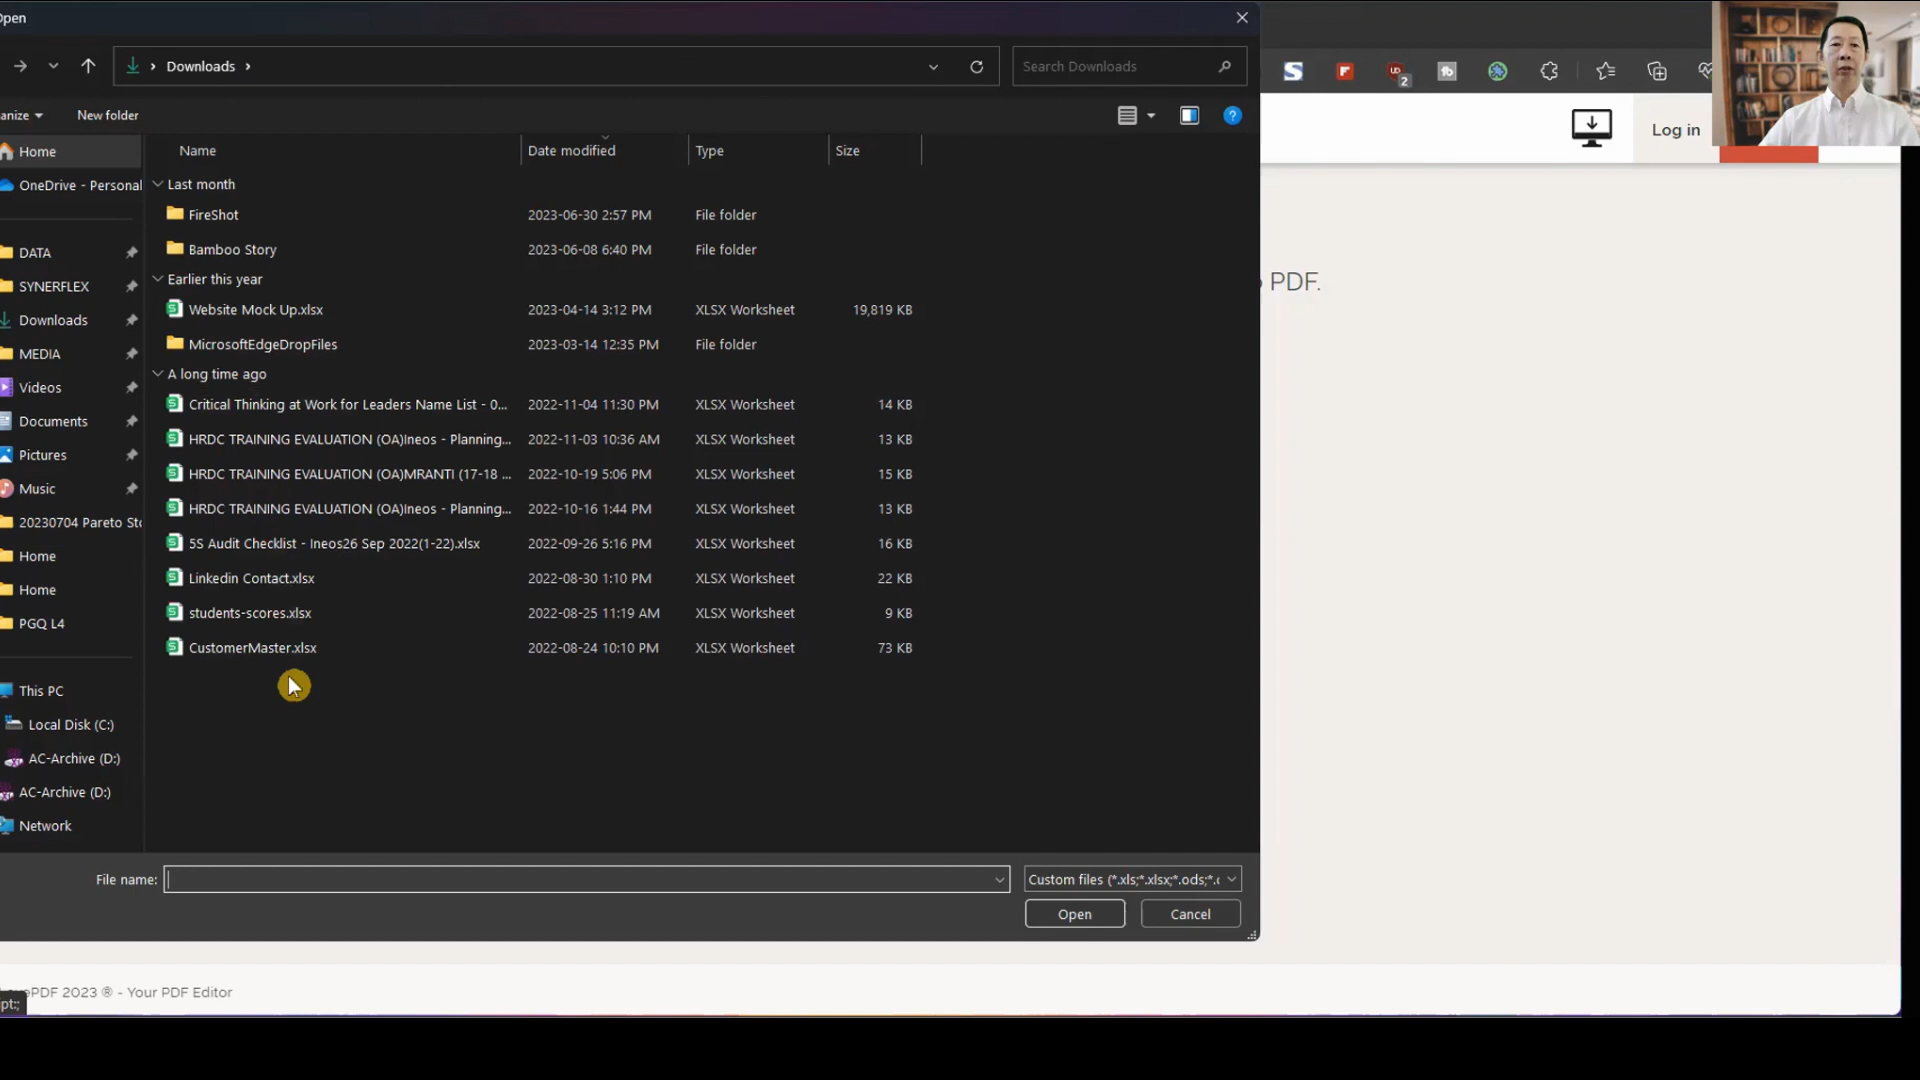 Open
Downloads
Search Downloads
anize
New folder
Name
Date modified
Type
Size
Home
OneDrive - Personal
DATA
SYNERFLEX
Downloads
MEDIA
Videos
Documents
Pictures
Music
20230704 Pareto Sto
Home
Home
PGQ L4
This PC
Local Disk (C:)
AC-Archive (D:)
AC-Archive (D:)
Network
Last month
FireShot 2023-06-30 2:57 PM File folder
Bamboo Story 2023-06-08 6:40 PM File folder
Earlier this year
Website Mock Up.xlsx 2023-04-14 3:12 PM XLSX Worksheet 19,819 KB
MicrosoftEdgeDropFiles 2023-03-14 12:35 PM File folder
A long time ago
Critical Thinking at Work for Leaders Name List - 0... 2022-11-04 11:30 PM XLSX Worksheet 14 KB
HRDC TRAINING EVALUATION (OA)Ineos - Planning... 2022-11-03 10:36 AM XLSX Worksheet 13 KB
HRDC TRAINING EVALUATION (OA)MRANTI (17-18 ... 2022-10-19 5:06 PM XLSX Worksheet 15 KB
HRDC TRAINING EVALUATION (OA)Ineos - Planning... 2022-10-16 1:44 PM XLSX Worksheet 13 KB
5S Audit Checklist - Ineos26 Sep 2022(1-22).xlsx 2022-09-26 5:16 PM XLSX Worksheet 16 KB
Linkedin Contact.xlsx 2022-08-30 1:10 PM XLSX Worksheet 22 KB
students-scores.xlsx 2022-08-25 11:19 AM XLSX Worksheet 9 KB
CustomerMaster.xlsx 2022-08-24 10:10 PM XLSX Worksheet 73 KB
File name:
Custom files (*.xls;*.xlsx;*.ods;*.c
Open
Cancel
2
Log in
PDF.
ovePDF 2023 ® - Your PDF Editor
ipt:;